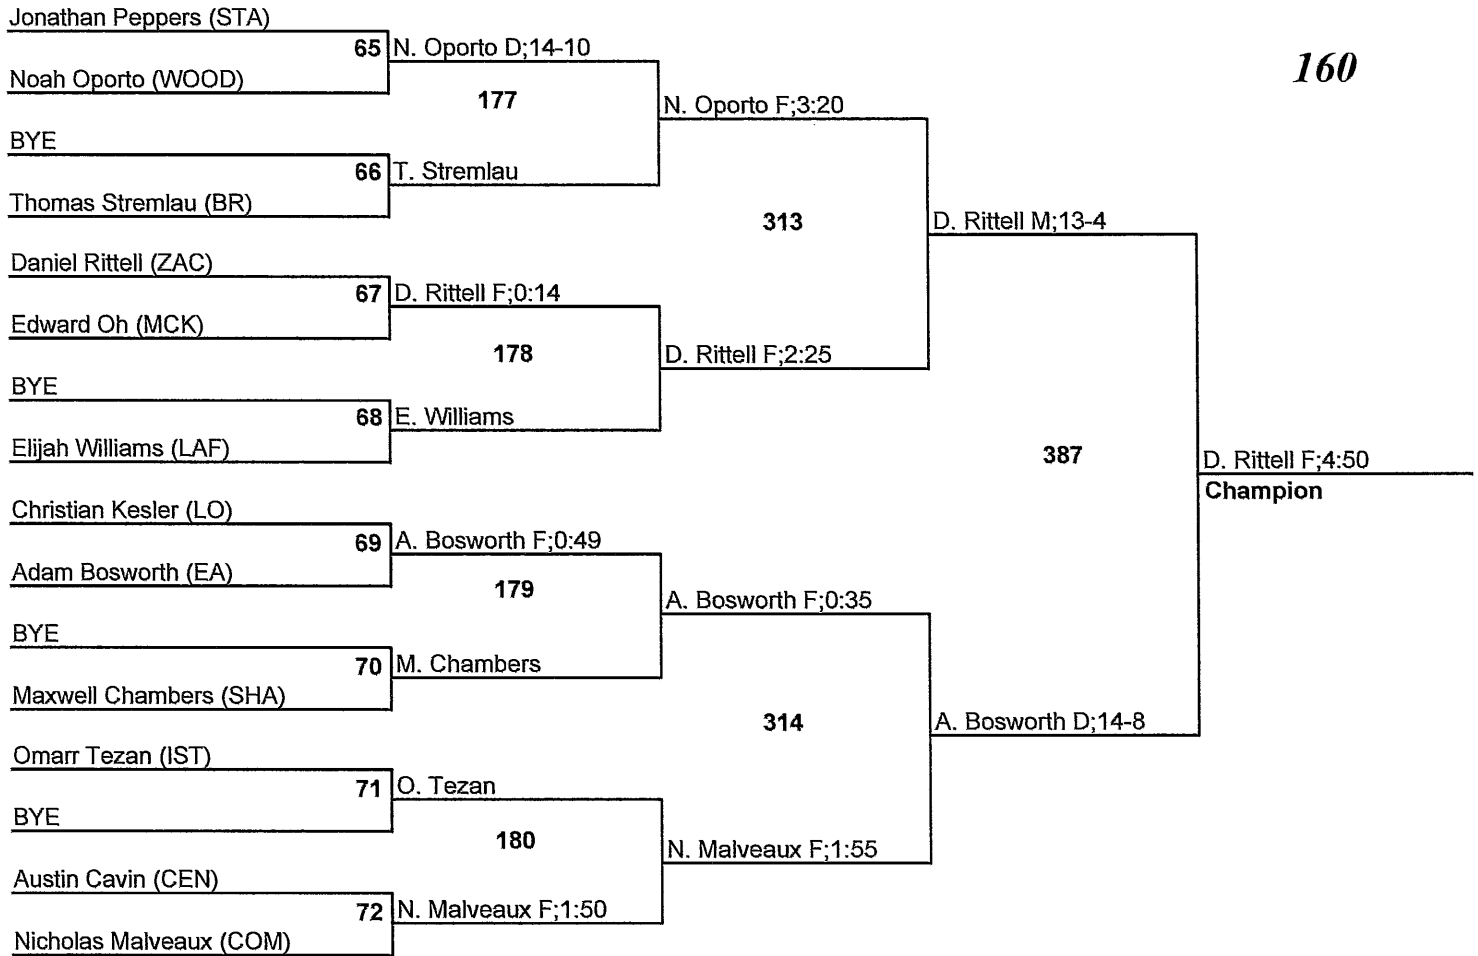 Jonathan Peppers (STA)
65 N. Oporto D;14-10
Noah Oporto (WOOD)
177
N. Oporto F;3:20
160
BYE
66 T. Stremlau
Thomas Stremlau (BR)
313
D. Rittell M;13-4
Daniel Rittell (ZAC)
67 D. Rittell F;0:14
Edward Oh (MCK)
178
D. Rittell F;2:25
BYE
68 E. Williams
Elijah Williams (LAF)
387
D. Rittell F;4:50
Champion
Christian Kesler (LO)
69 A. Bosworth F;0:49
Adam Bosworth (EA)
179
A. Bosworth F;0:35
BYE
70 M. Chambers
Maxwell Chambers (SHA)
314
A. Bosworth D;14-8
Omarr Tezan (IST)
71 O. Tezan
BYE
180
N. Malveaux F;1:55
Austin Cavin (CEN)
72 N. Malveaux F;1:50
Nicholas Malveaux (COM)